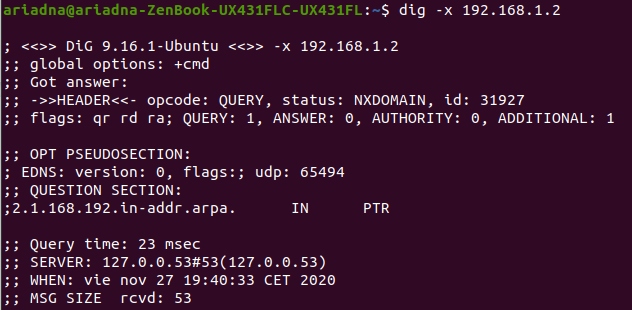 ariadna@ariadna-ZenBook-UX431FLC-UX431FL:~$ dig -x 192.168.1.2
; <<>> DiG 9.16.1-Ubuntu <<>> -x 192.168.1.2
;; global options: +cmd
;; Got answer:
;; ->>HEADER<<- opcode: QUERY, status: NXDOMAIN, id: 31927
;; flags: qr rd ra; QUERY: 1, ANSWER: 0, AUTHORITY: 0, ADDITIONAL: 1
;; OPT PSEUDOSECTION:
; EDNS: version: 0, flags:; udp: 65494
;; QUESTION SECTION:
;2.1.168.192.in-addr.arpa. IN PTR
;; Query time: 23 msec
;; SERVER: 127.0.0.53#53(127.0.0.53)
;; WHEN: vie nov 27 19:40:33 CET 2020
;; MSG SIZE rcvd: 53